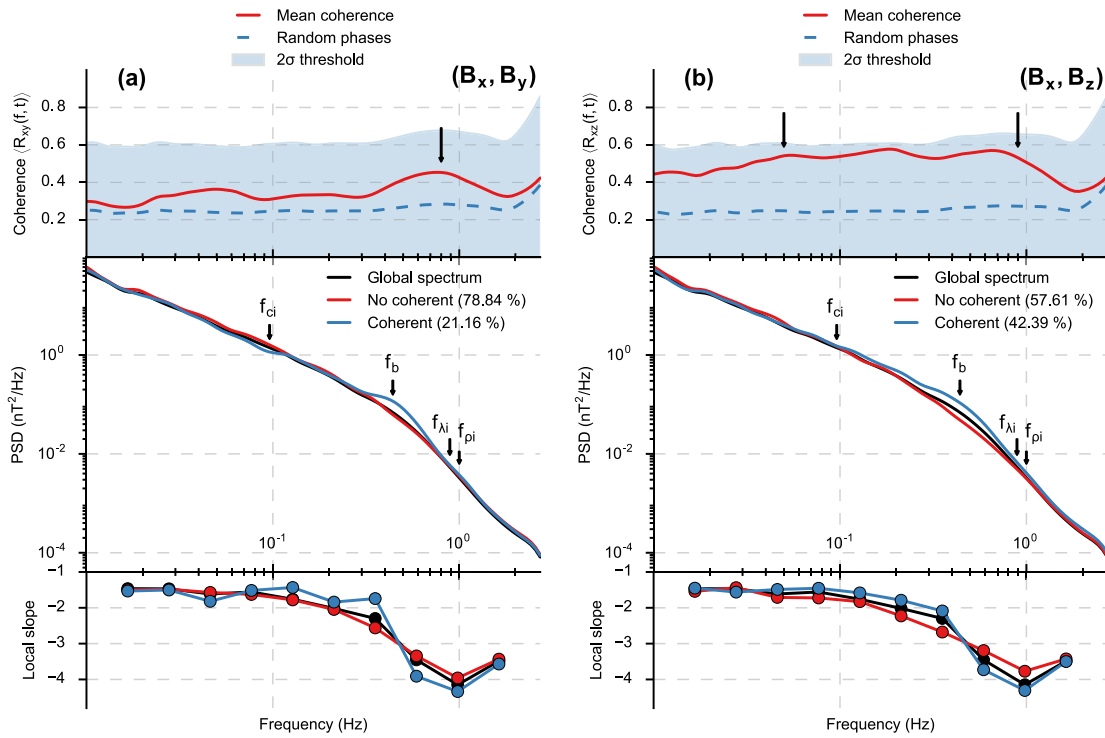 Mean coherence
Random phases
2σ threshold
(a)
(Bx, By)
Coherence ⟨Rxy(f,t)⟩
0.8
0.6
0.4
0.2
Global spectrum
No coherent (78.84 %)
Coherent (21.16 %)
fci
fb
fλi
fρi
PSD (nT²/Hz)
10⁰
10⁻²
10⁻⁴
10⁻¹
10⁰
Local slope
−1
−2
−3
−4
Frequency (Hz)
Mean coherence
Random phases
2σ threshold
(b)
(Bx, Bz)
Coherence ⟨Rxz(f,t)⟩
0.8
0.6
0.4
0.2
Global spectrum
No coherent (57.61 %)
Coherent (42.39 %)
fci
fb
fλi
fρi
PSD (nT²/Hz)
10⁰
10⁻²
10⁻⁴
10⁻¹
10⁰
Local slope
−1
−2
−3
−4
Frequency (Hz)